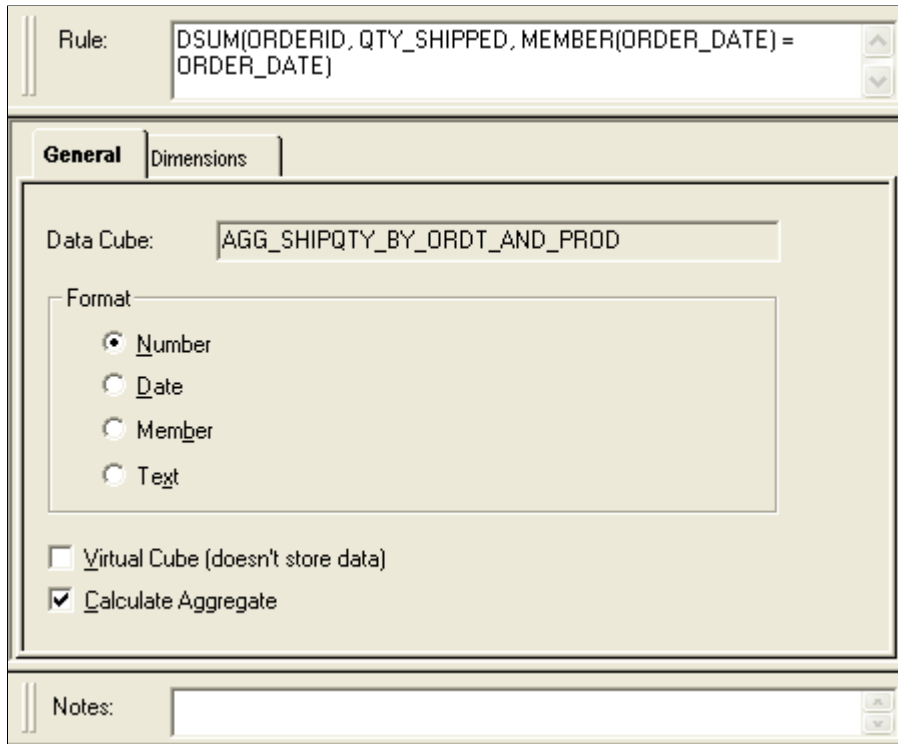 Rule:
DSUM(ORDERID, QTY_SHIPPED, MEMBER(ORDER_DATE) =
ORDER_DATE)
General
Dimensions
Data Cube:
AGG_SHIPQTY_BY_ORDT_AND_PROD
Format
Number
Date
Member
Text
Virtual Cube (doesn't store data)
Calculate Aggregate
Notes: